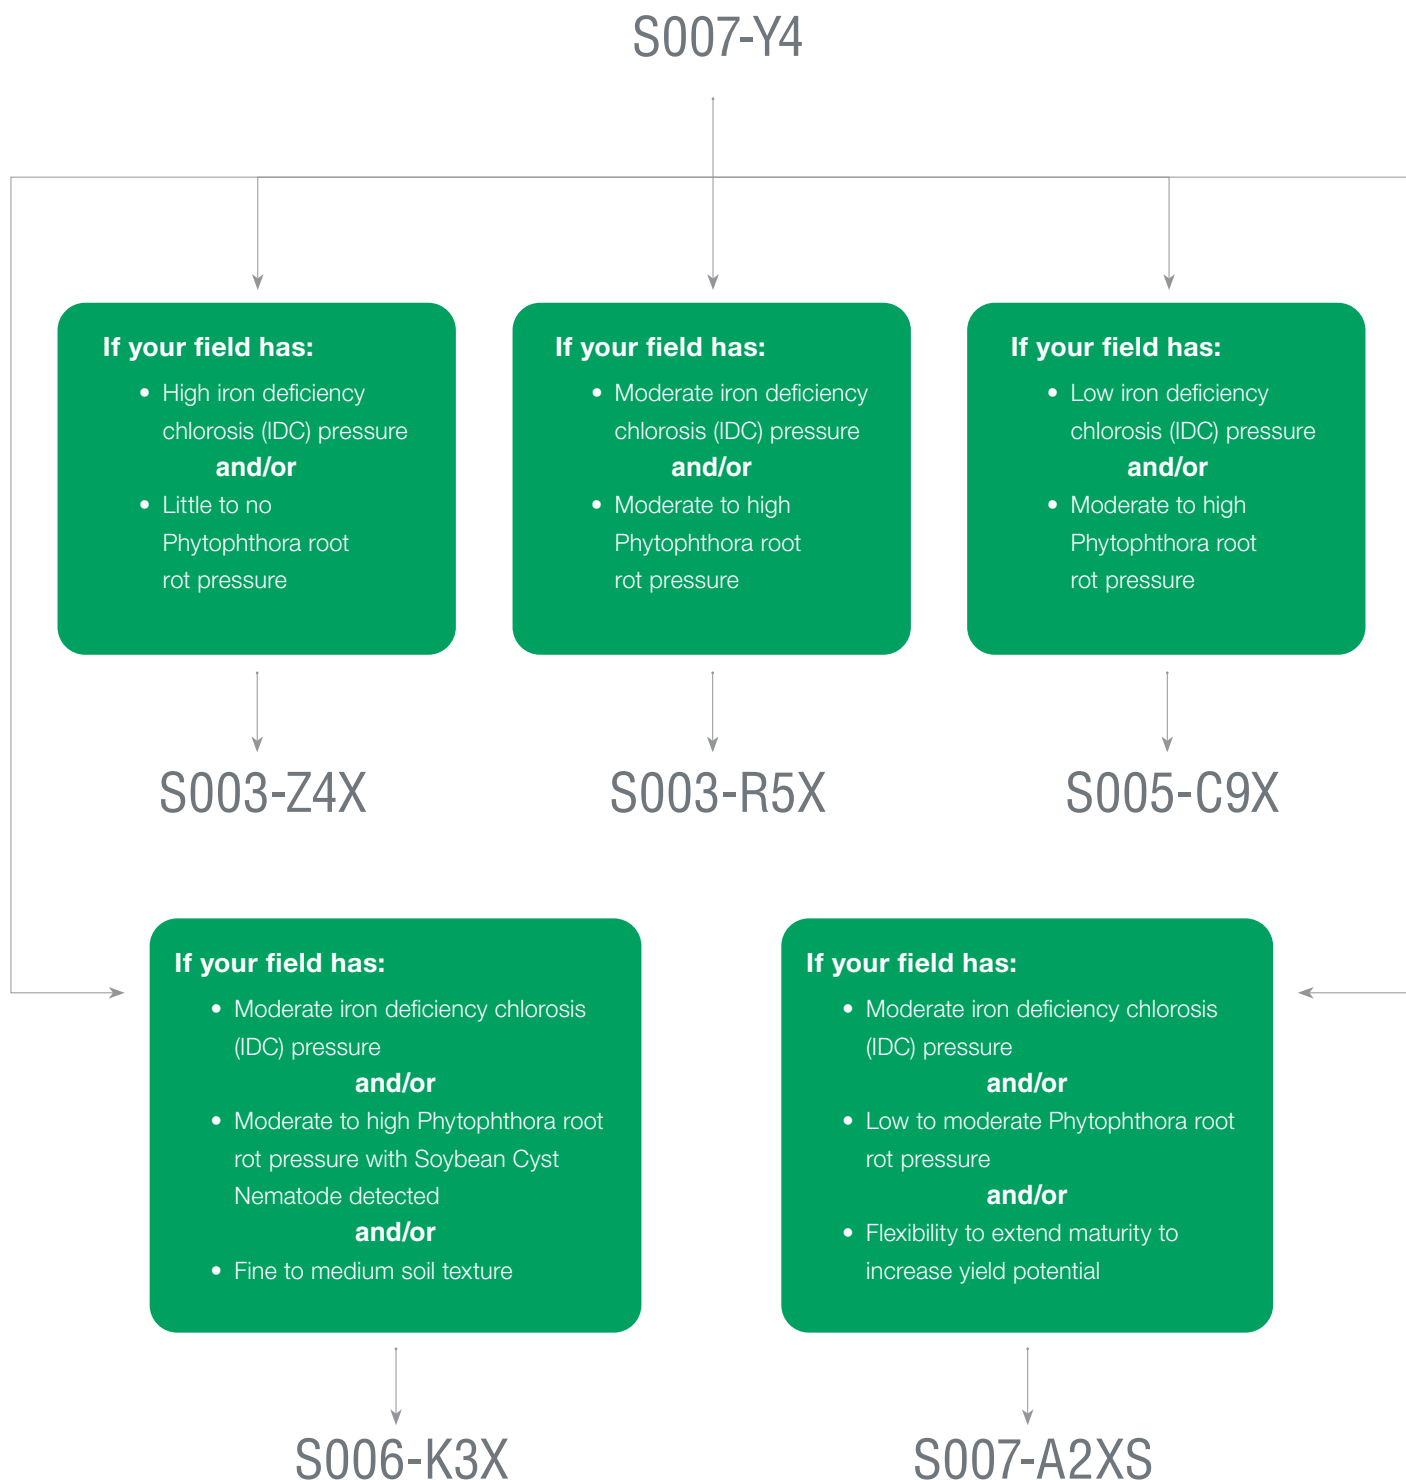 S007-Y4
If your field has:
• High iron deficiency
chlorosis (IDC) pressure
and/or
• Little to no
Phytophthora root
rot pressure
If your field has:
• Moderate iron deficiency
chlorosis (IDC) pressure
and/or
• Moderate to high
Phytophthora root
rot pressure
If your field has:
• Low iron deficiency
chlorosis (IDC) pressure
and/or
• Moderate to high
Phytophthora root
rot pressure
S003-Z4X
S003-R5X
S005-C9X
If your field has:
• Moderate iron deficiency chlorosis
(IDC) pressure
and/or
• Moderate to high Phytophthora root
rot pressure with Soybean Cyst
Nematode detected
and/or
• Fine to medium soil texture
If your field has:
• Moderate iron deficiency chlorosis
(IDC) pressure
and/or
• Low to moderate Phytophthora root
rot pressure
and/or
• Flexibility to extend maturity to
increase yield potential
S006-K3X
S007-A2XS